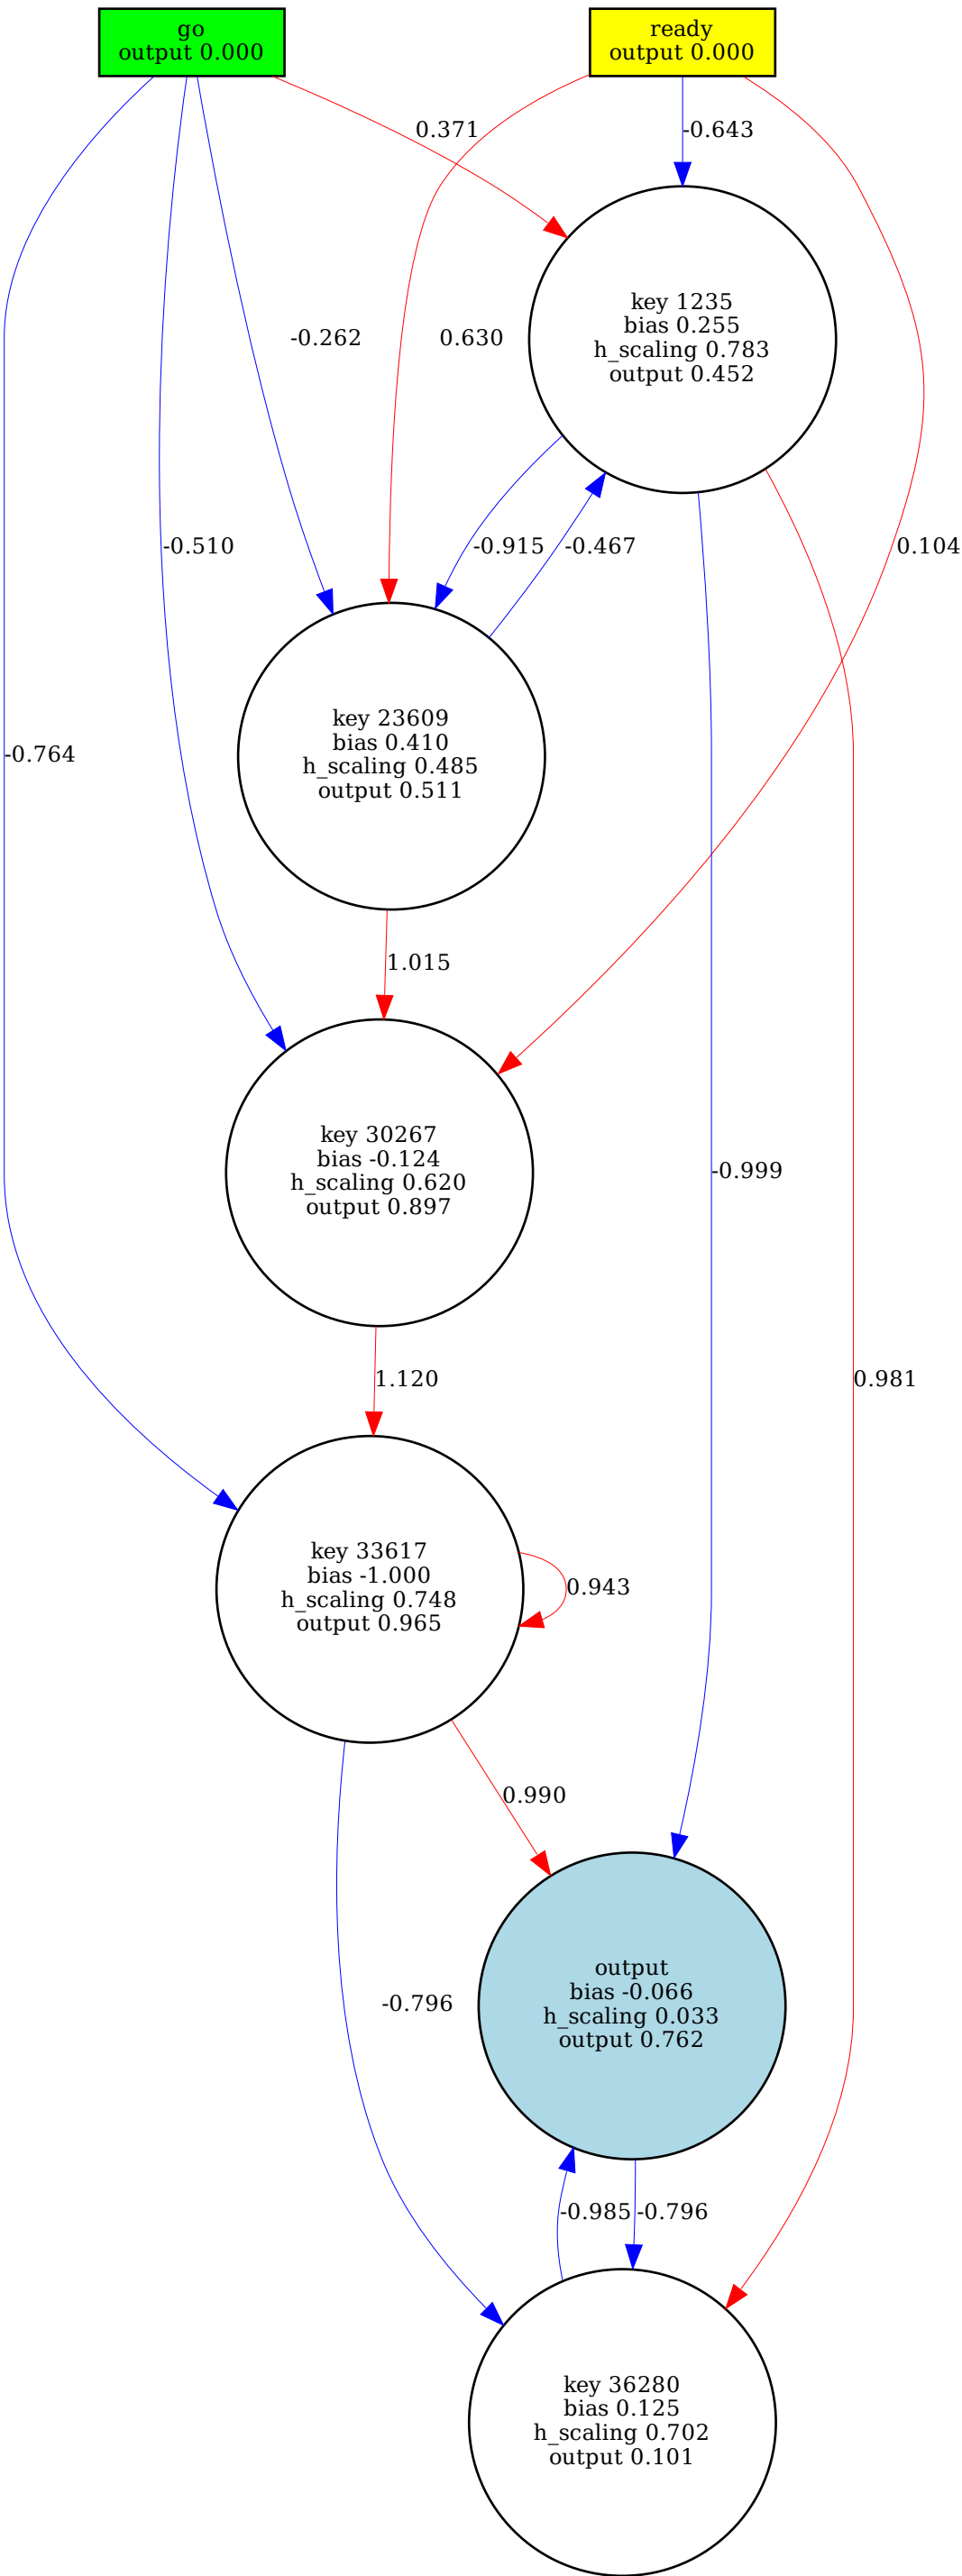 go
output 0.000
ready
output 0.000
0.371
-0.643
key 1235
bias 0.255
h_scaling 0.783
output 0.452
-0.262
0.630
-0.510
-0.915
-0.467
0.104
key 23609
bias 0.410
h_scaling 0.485
output 0.511
-0.764
1.015
key 30267
bias -0.124
h_scaling 0.620
output 0.897
-0.999
1.120
0.981
key 33617
bias -1.000
h_scaling 0.748
output 0.965
0.943
0.990
output
bias -0.066
h_scaling 0.033
output 0.762
-0.796
-0.985
-0.796
key 36280
bias 0.125
h_scaling 0.702
output 0.101